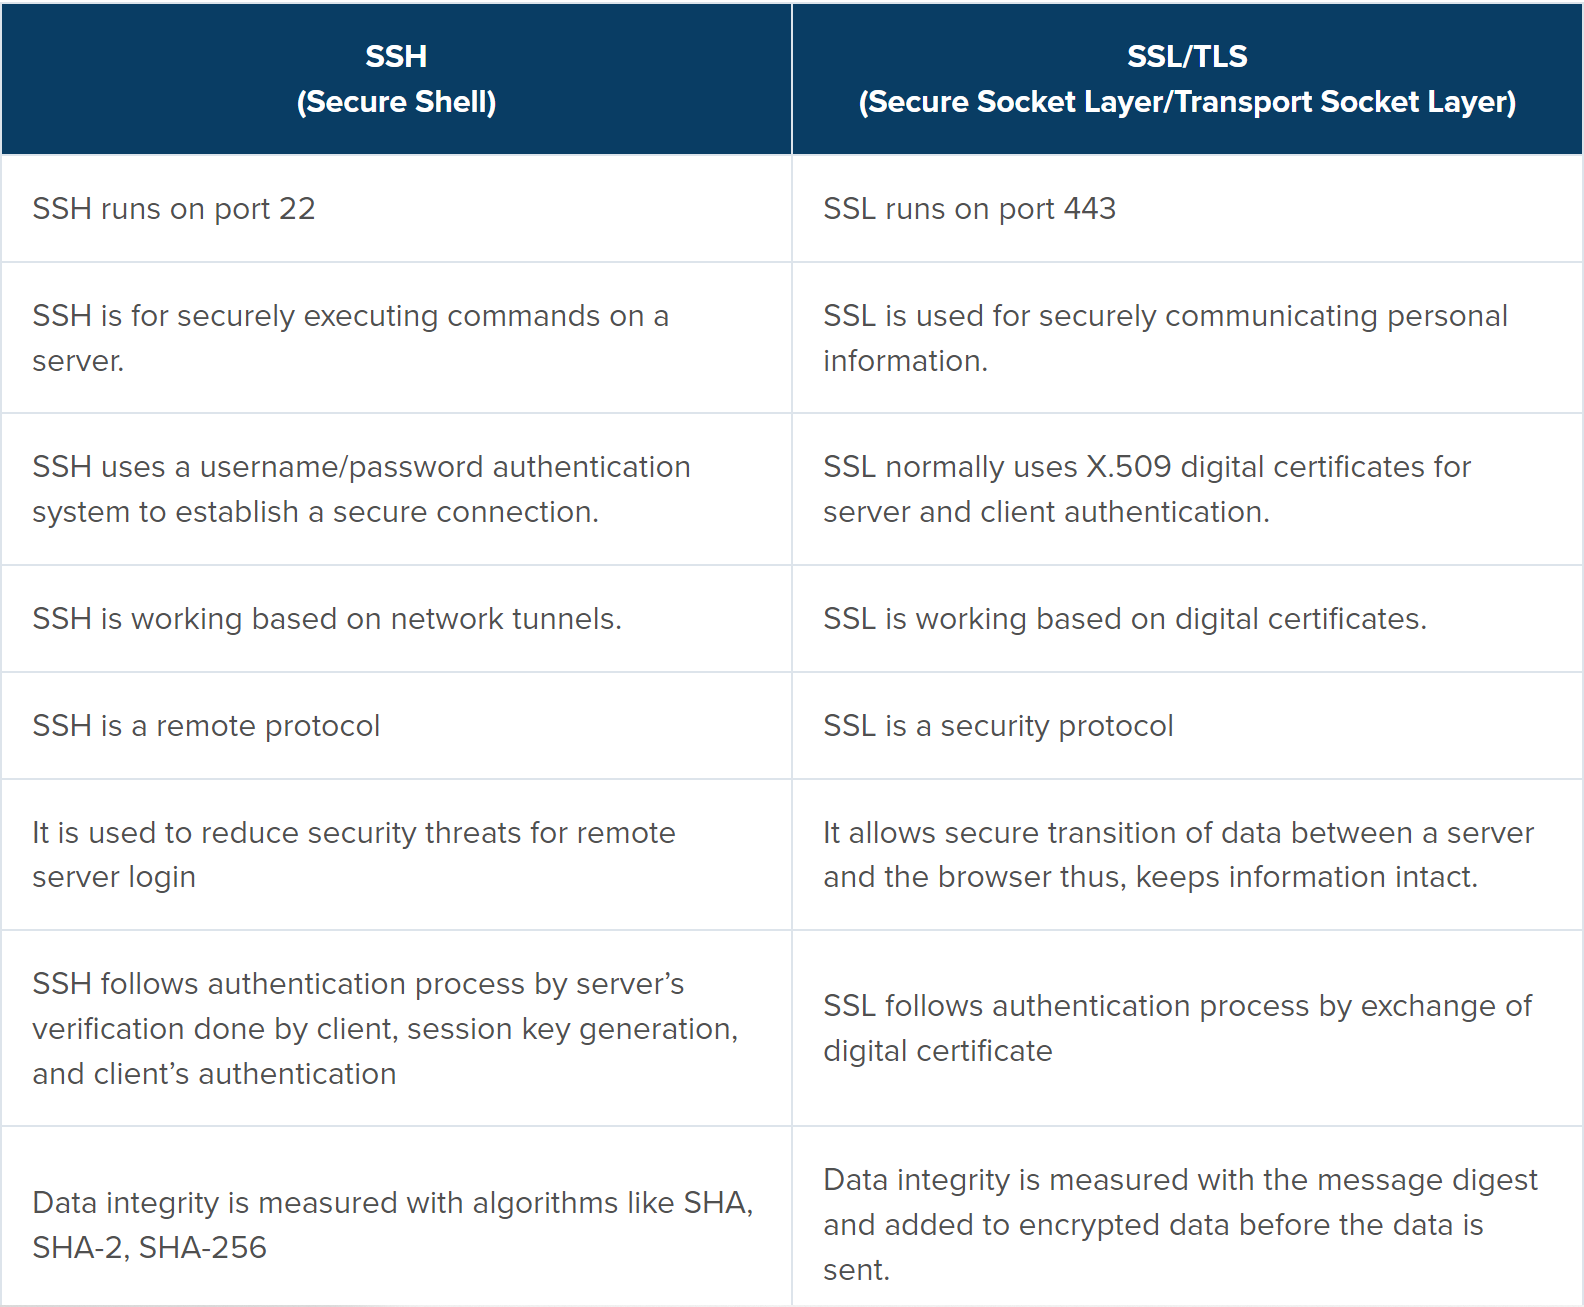 SSH
(Secure Shell)
SSL/TLS
(Secure Socket Layer/Transport Socket Layer)
SSH runs on port 22
SSL runs on port 443
SSH is for securely executing commands on a
server.
SSL is used for securely communicating personal
information.
SSH uses a username/password authentication
system to establish a secure connection.
SSL normally uses X.509 digital certificates for
server and client authentication.
SSH is working based on network tunnels.
SSL is working based on digital certificates.
SSH is a remote protocol
SSL is a security protocol
It is used to reduce security threats for remote
server login
It allows secure transition of data between a server
and the browser thus, keeps information intact.
SSH follows authentication process by server’s
verification done by client, session key generation,
and client’s authentication
SSL follows authentication process by exchange of
digital certificate
Data integrity is measured with algorithms like SHA,
SHA-2, SHA-256
Data integrity is measured with the message digest
and added to encrypted data before the data is
sent.